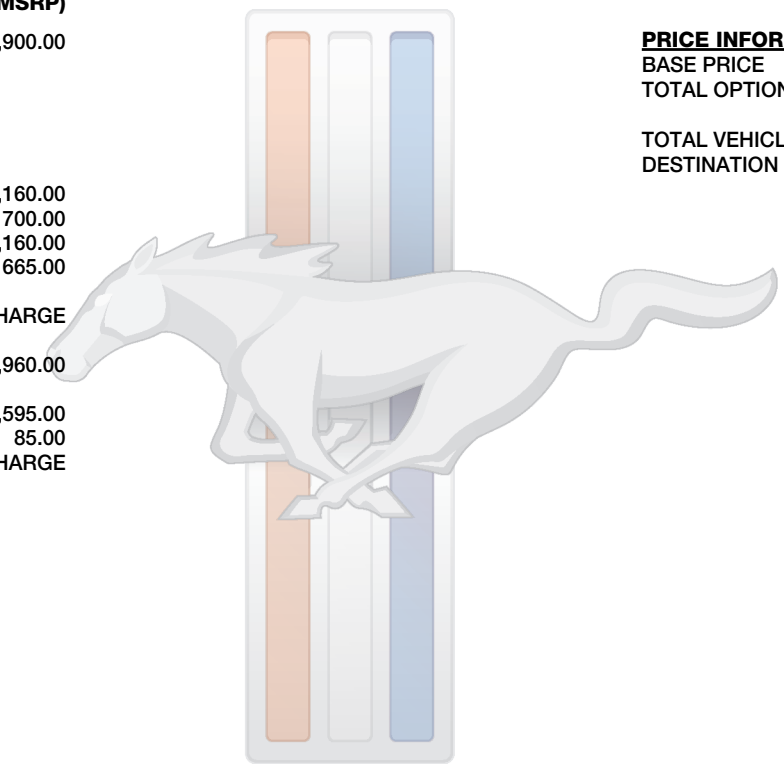 MSRP)
,900.00
,160.00
700.00
,160.00
665.00
HARGE
,960.00
,595.00
85.00
HARGE
PRICE INFOR
BASE PRICE
TOTAL OPTION
TOTAL VEHICL
DESTINATION